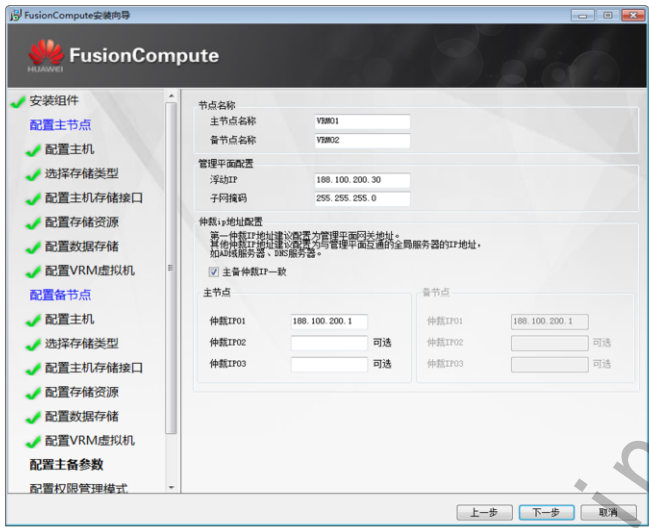 FusionCompute安装向导
HUAWEI
FusionCompute
安装组件
配置主节点
配置主机
选择存储类型
配置主机存储接口
配置存储资源
配置数据存储
配置VRM虚拟机
配置备节点
配置主机
选择存储类型
配置主机存储接口
配置存储资源
配置数据存储
配置VRM虚拟机
配置主备参数
配置权限管理模式
节点名称
主节点名称 VRM01
备节点名称 VRM02
管理平面配置
浮动IP 188.100.200.30
子网掩码 255.255.255.0
仲裁ip地址配置
第一仲裁IP地址建议配置为管理平面网关地址。
其他仲裁IP地址建议配置为与管理平面互通的全局服务器的IP地址，
如AD域服务器、DNS服务器。
主备仲裁IP一致
主节点
仲裁IP01 188.100.200.1
仲裁IP02 可选
仲裁IP03 可选
备节点
仲裁IP01 188.100.200.1
仲裁IP02 可选
仲裁IP03 可选
上一步 下一步 取消